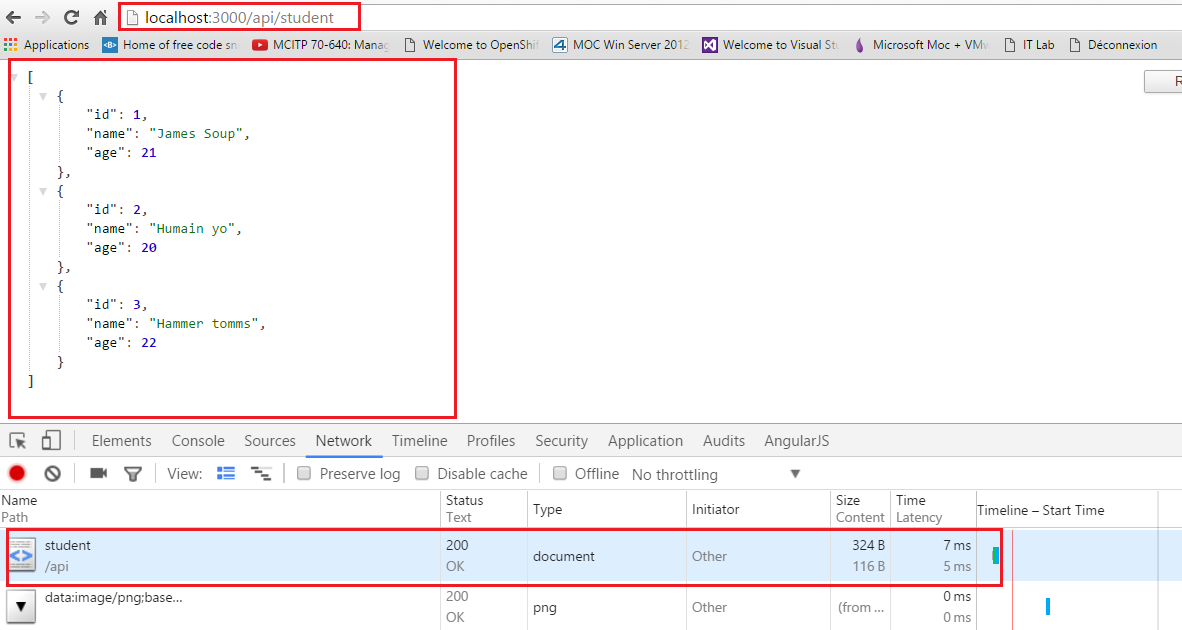 localhost:3000/api/student
Applications Home of free code sn MCITP 70-640: Manag Welcome to OpenShif MOC Win Server 2012 Welcome to Visual Stu Microsoft Moc + VMw IT Lab Déconnexion
[
{
"id": 1,
"name": "James Soup",
"age": 21
},
{
"id": 2,
"name": "Humain yo",
"age": 20
},
{
"id": 3,
"name": "Hammer tomms",
"age": 22
}
]
R
Elements Console Sources Network Timeline Profiles Security Application Audits AngularJS
View: Preserve log Disable cache Offline No throttling
Name Status Type Initiator Size Time Timeline – Start Time
Path Text Content Latency
student 200 document Other 324 B 7 ms
/api OK 116 B 5 ms
data:image/png;base... 200 png Other (from ... 0 ms
OK 0 ms